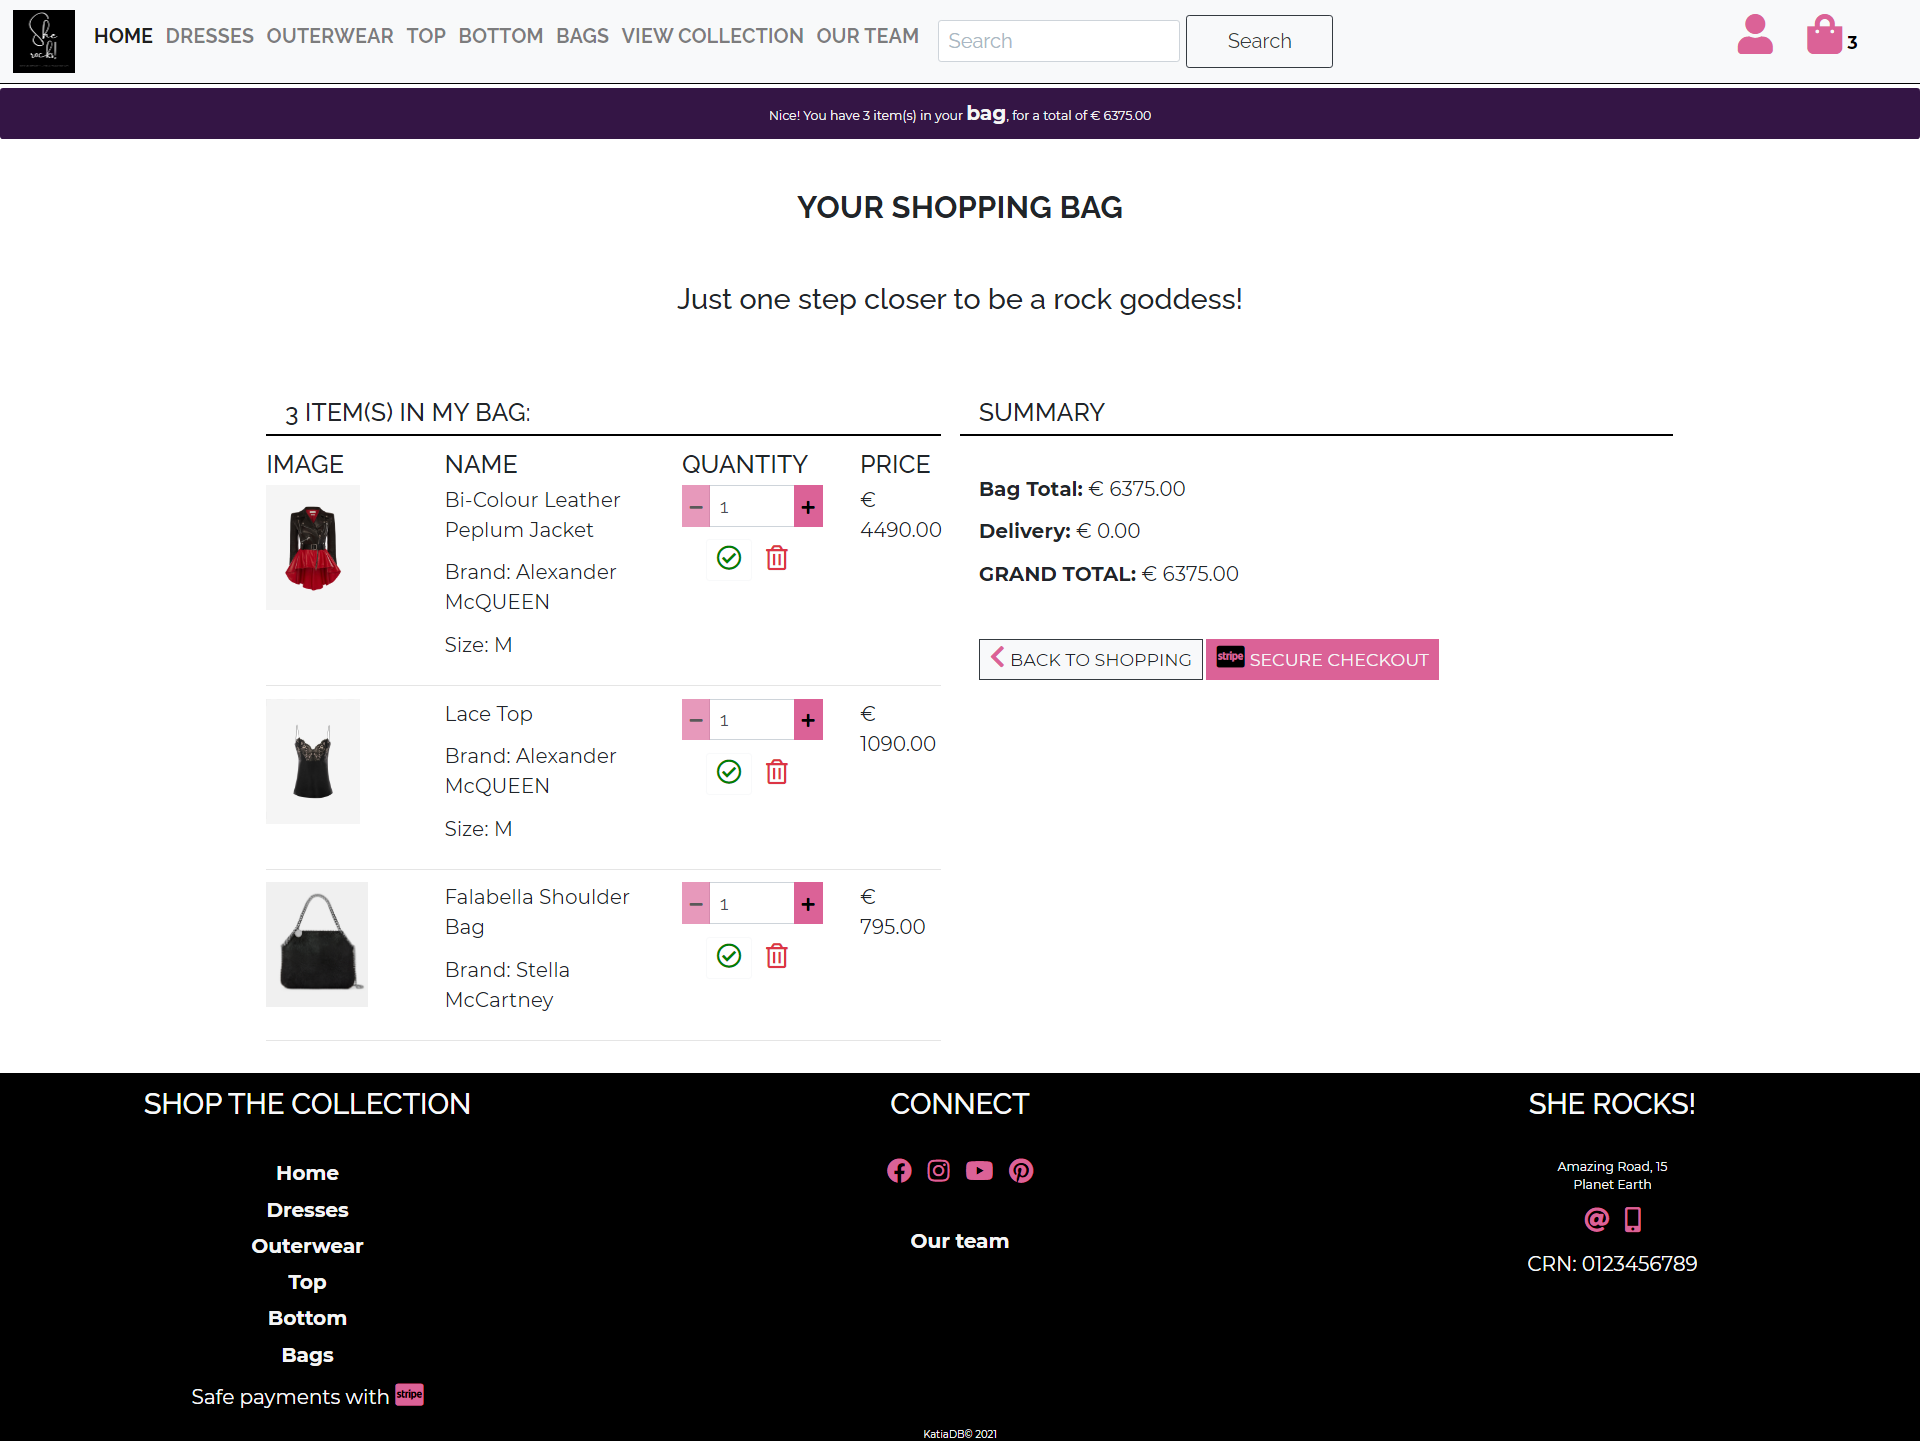 She
rocks!
HOME DRESSES OUTERWEAR TOP BOTTOM BAGS VIEW COLLECTION OUR TEAM Search Search 3
Nice! You have 3 item(s) in your bag, for a total of € 6375.00
YOUR SHOPPING BAG
Just one step closer to be a rock goddess!
3 ITEM(S) IN MY BAG:
IMAGE NAME QUANTITY PRICE
Bi-Colour Leather
Peplum Jacket
Brand: Alexander
McQUEEN
Size: M
1
€
4490.00
Lace Top
Brand: Alexander
McQUEEN
Size: M
1
€
1090.00
Falabella Shoulder
Bag
Brand: Stella
McCartney
1
€
795.00
SUMMARY
Bag Total: € 6375.00
Delivery: € 0.00
GRAND TOTAL: € 6375.00
BACK TO SHOPPING stripe SECURE CHECKOUT
SHOP THE COLLECTION
Home
Dresses
Outerwear
Top
Bottom
Bags
Safe payments with stripe
CONNECT
Our team
SHE ROCKS!
Amazing Road, 15
Planet Earth
CRN: 0123456789
KatiaDB© 2021